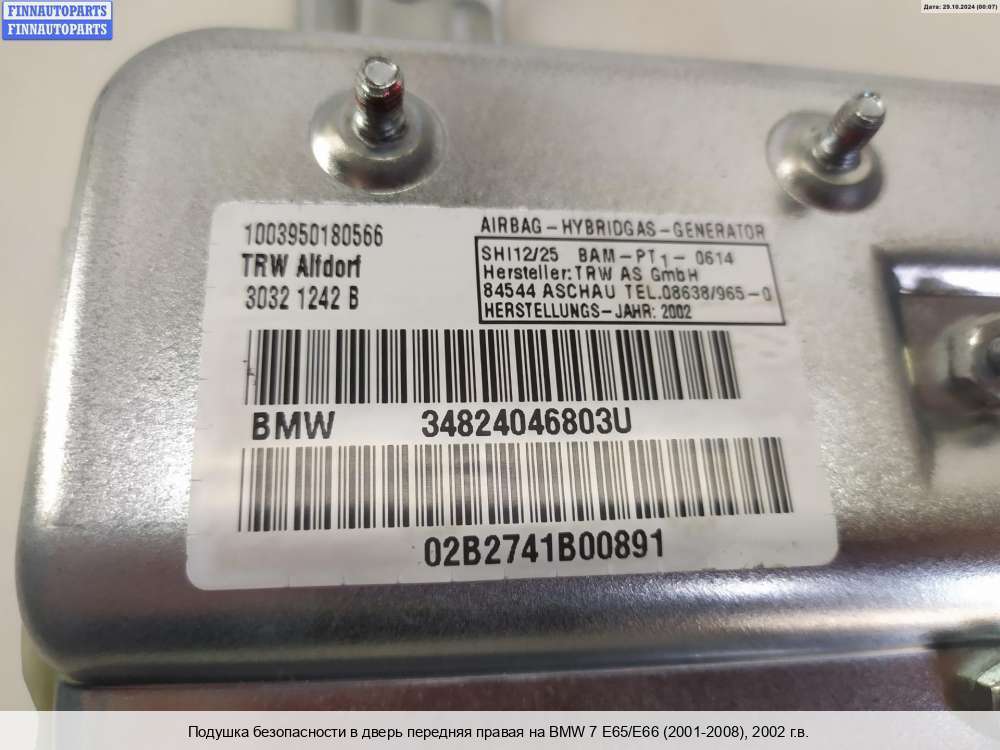 FINNAUTOPARTS
FINNAUTOPARTS
Дата: 29.10.2024 (00:07)
1003950180566
TRW Alfdorf
3032 1242 B
AIRBAG-HYBRIDGAS-GENERATOR
SHI12/25 BAM-PT1-0614
Hersteller: TRW AS GmbH
84544 ASCHAU TEL.08638/965-0
HERSTELLUNGS-JAHR: 2002
BMW 34824046803U
02B2741B00891
Подушка безопасности в дверь передняя правая на BMW 7 E65/E66 (2001-2008), 2002 г.в.